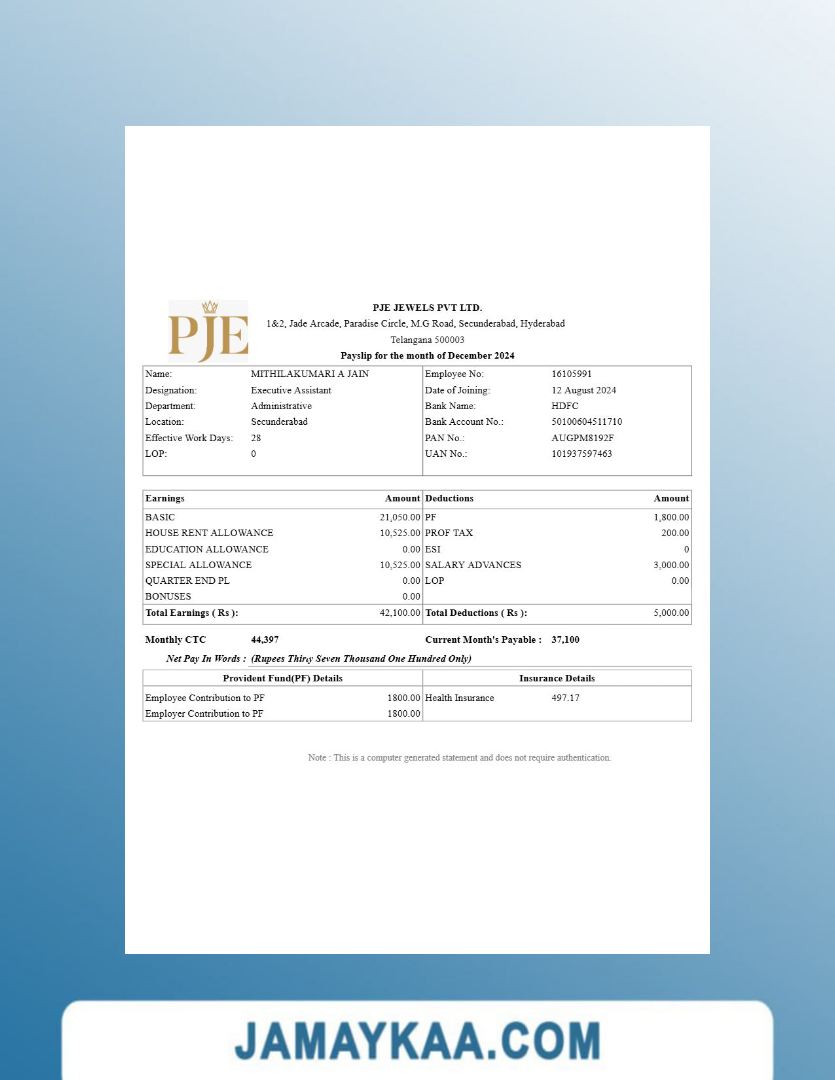 PJE
PJE JEWELS PVT LTD.
1&2, Jade Arcade, Paradise Circle, M.G Road, Secunderabad, Hyderabad
Telangana 500003
Payslip for the month of December 2024
Name: MITHILAKUMARI A JAIN Employee No: 16105991
Designation: Executive Assistant Date of Joining: 12 August 2024
Department: Administrative Bank Name: HDFC
Location: Secunderabad Bank Account No.: 50100604511710
Effective Work Days: 28 PAN No.: AUGPM8192F
LOP: 0 UAN No.: 101937597463
Earnings Amount Deductions Amount
BASIC 21,050.00 PF 1,800.00
HOUSE RENT ALLOWANCE 10,525.00 PROF TAX 200.00
EDUCATION ALLOWANCE 0.00 ESI 0
SPECIAL ALLOWANCE 10,525.00 SALARY ADVANCES 3,000.00
QUARTER END PL 0.00 LOP 0.00
BONUSES 0.00
Total Earnings ( Rs ): 42,100.00 Total Deductions ( Rs ): 5,000.00
Monthly CTC 44,397 Current Month's Payable : 37,100
Net Pay In Words : (Rupees Thirty Seven Thousand One Hundred Only)
Provident Fund(PF) Details Insurance Details
Employee Contribution to PF 1800.00 Health Insurance 497.17
Employer Contribution to PF 1800.00
Note : This is a computer generated statement and does not require authentication.
JAMAYKAA.COM